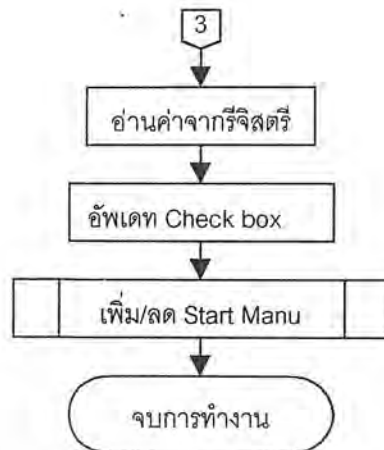 3
อ่านค่าจากรีจิสตรี
อัพเดท Check box
เพิ่ม/ลด Start Manu
จบการทำงาน